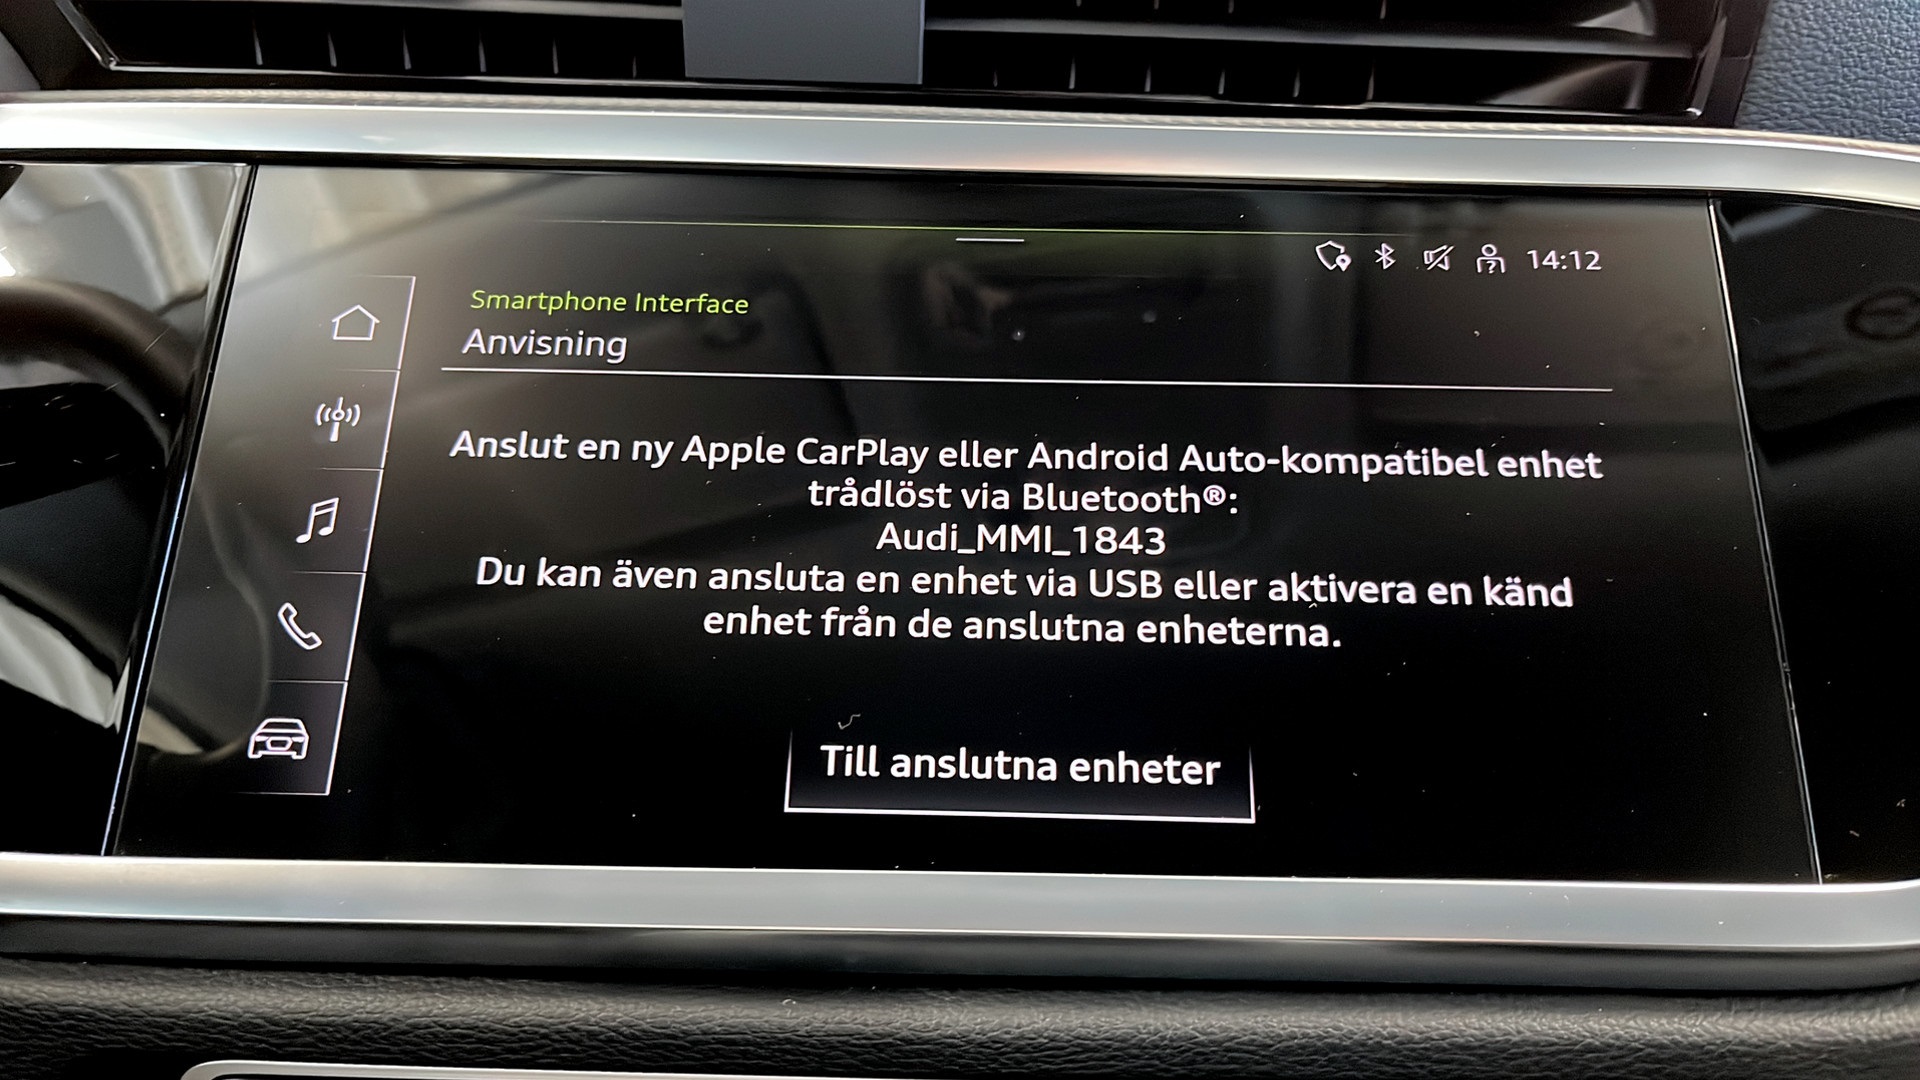 14:12
Smartphone Interface
Anvisning
Anslut en ny Apple CarPlay eller Android Auto-kompatibel enhet
trådlöst via Bluetooth®:
Audi_MMI_1843
Du kan även ansluta en enhet via USB eller aktivera en känd
enhet från de anslutna enheterna.
Till anslutna enheter